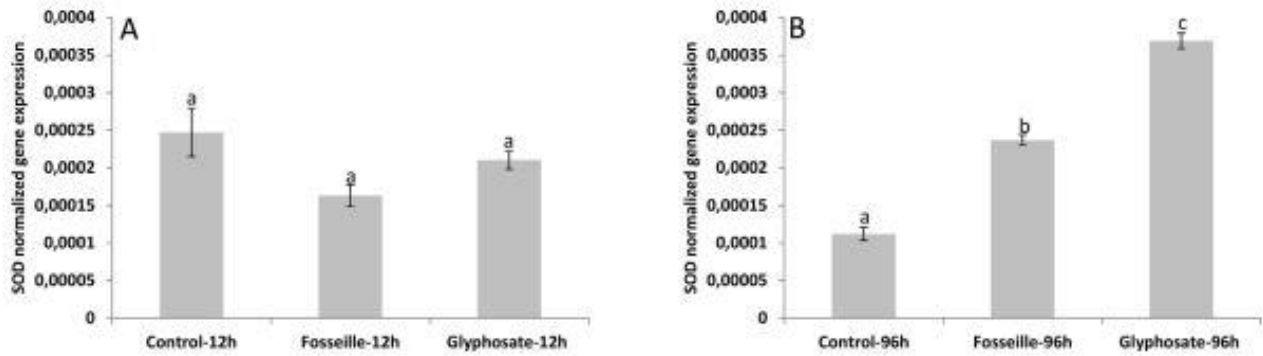 A
SOD normalized gene expression
0,0004
0,00035
0,0003
0,00025
0,0002
0,00015
0,0001
0,00005
0
a
a
a
Control-12h
Fosseille-12h
Glyphosate-12h
B
SOD normalized gene expression
0,0004
0,00035
0,0003
0,00025
0,0002
0,00015
0,0001
0,00005
0
a
b
c
Control-96h
Fosseille-96h
Glyphosate-96h